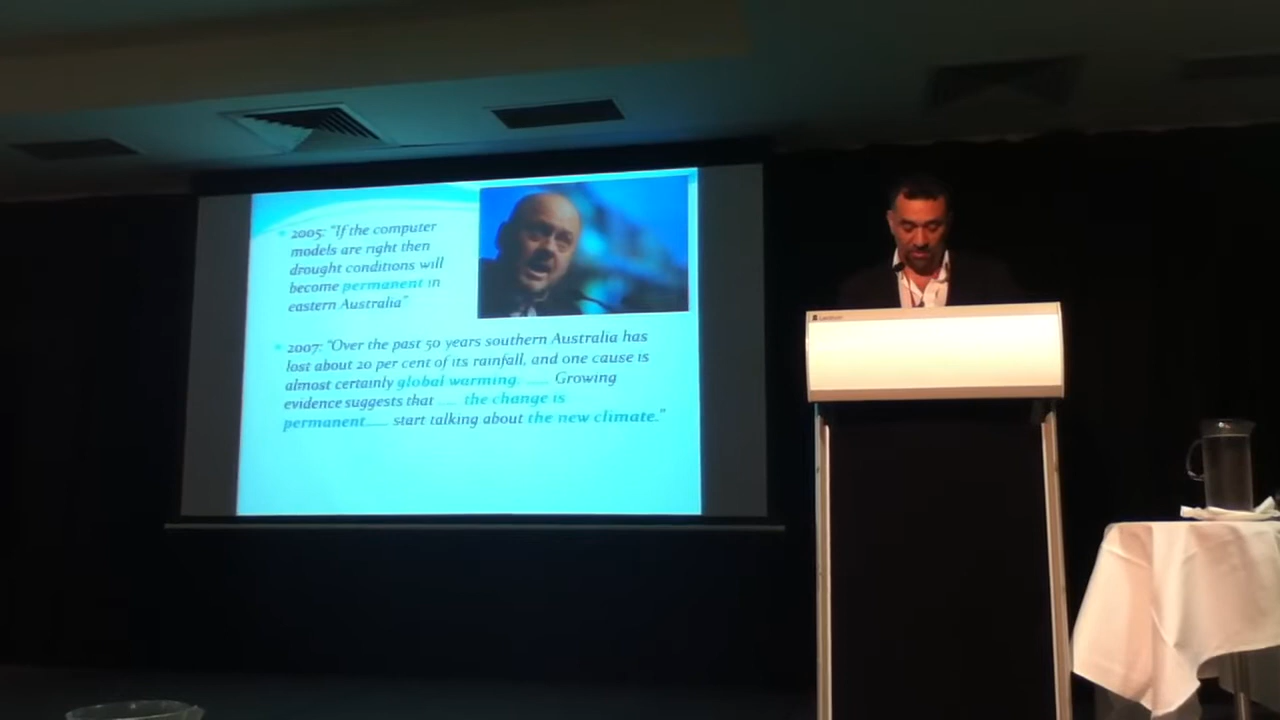 2005: “If the computer
models are right then
drought conditions will
become permanent in
eastern Australia”
2007: “Over the past 50 years southern Australia has
lost about 20 per cent of its rainfall, and one cause is
almost certainly global warming. ..... Growing
evidence suggests that ..... the change is
permanent...... start talking about the new climate.”